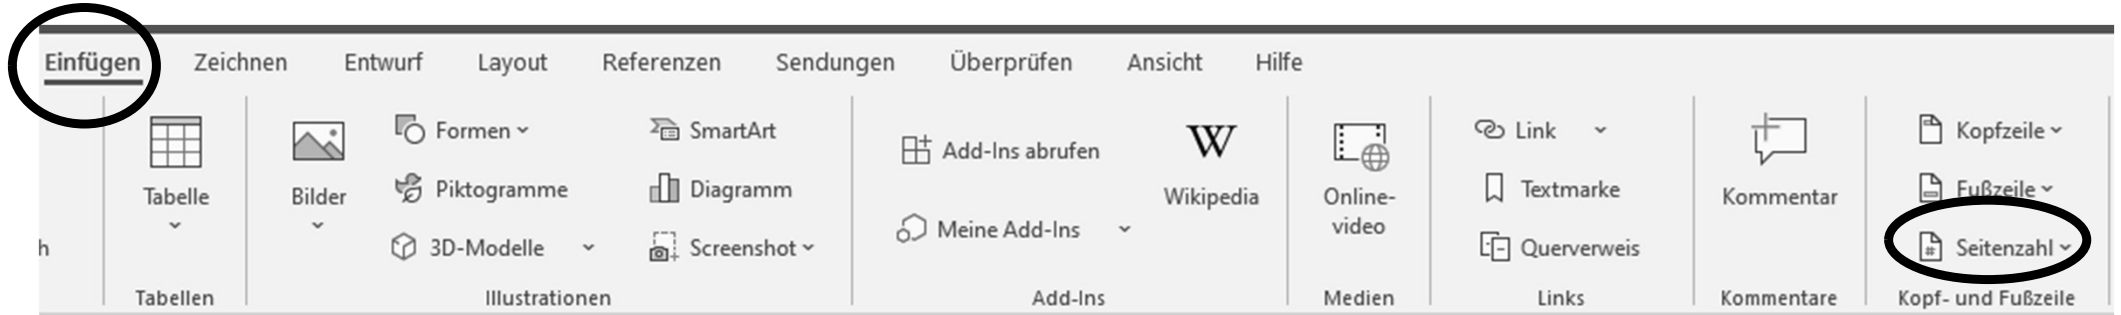 Einfügen Zeichnen Entwurf Layout Referenzen Sendungen Überprüfen Ansicht Hilfe
h
Tabelle
Tabellen
Bilder
Formen
Piktogramme
3D-Modelle
SmartArt
Diagramm
Screenshot
Illustrationen
Add-Ins abrufen
Meine Add-Ins
W
Wikipedia
Add-Ins
Online-
video
Medien
Link
Textmarke
Querverweis
Links
Kommentar
Kommentare
Kopfzeile
Fußzeile
#
Seitenzahl
Kopf- und Fußzeile